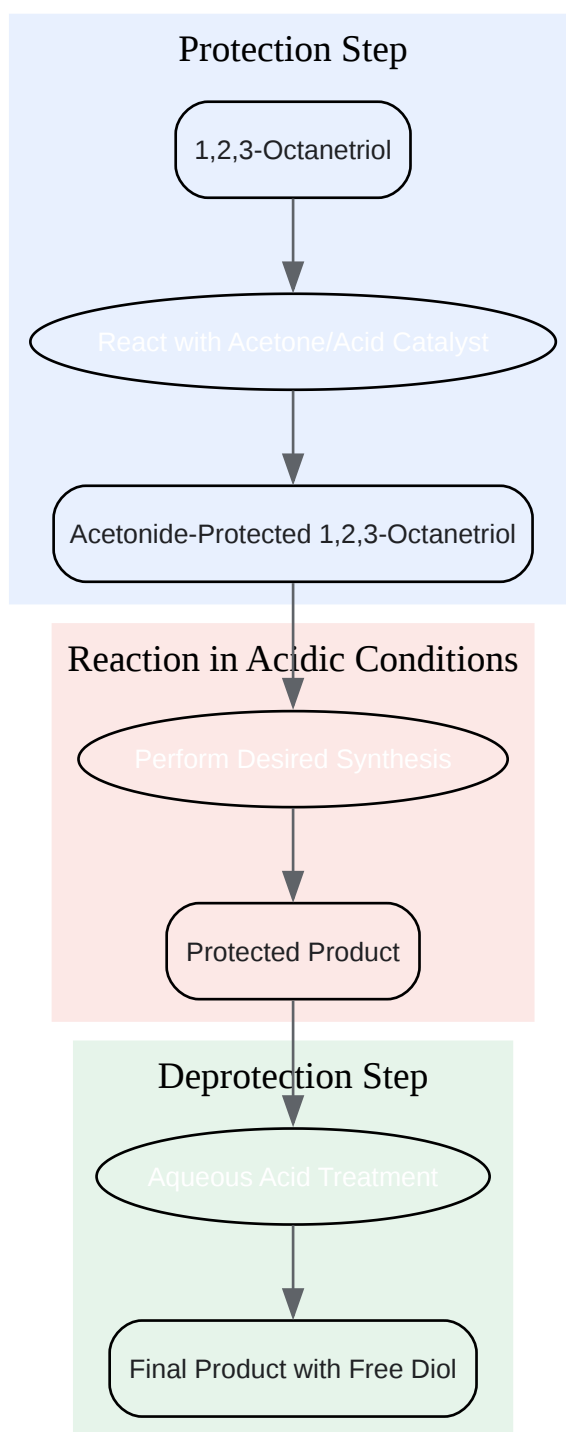 Protection Step
1,2,3-Octanetriol
React with Acetone/Acid Catalyst
Acetonide-Protected 1,2,3-Octanetriol
Reaction in Acidic Conditions
Perform Desired Synthesis
Protected Product
Deprotection Step
Aqueous Acid Treatment
Final Product with Free Diol